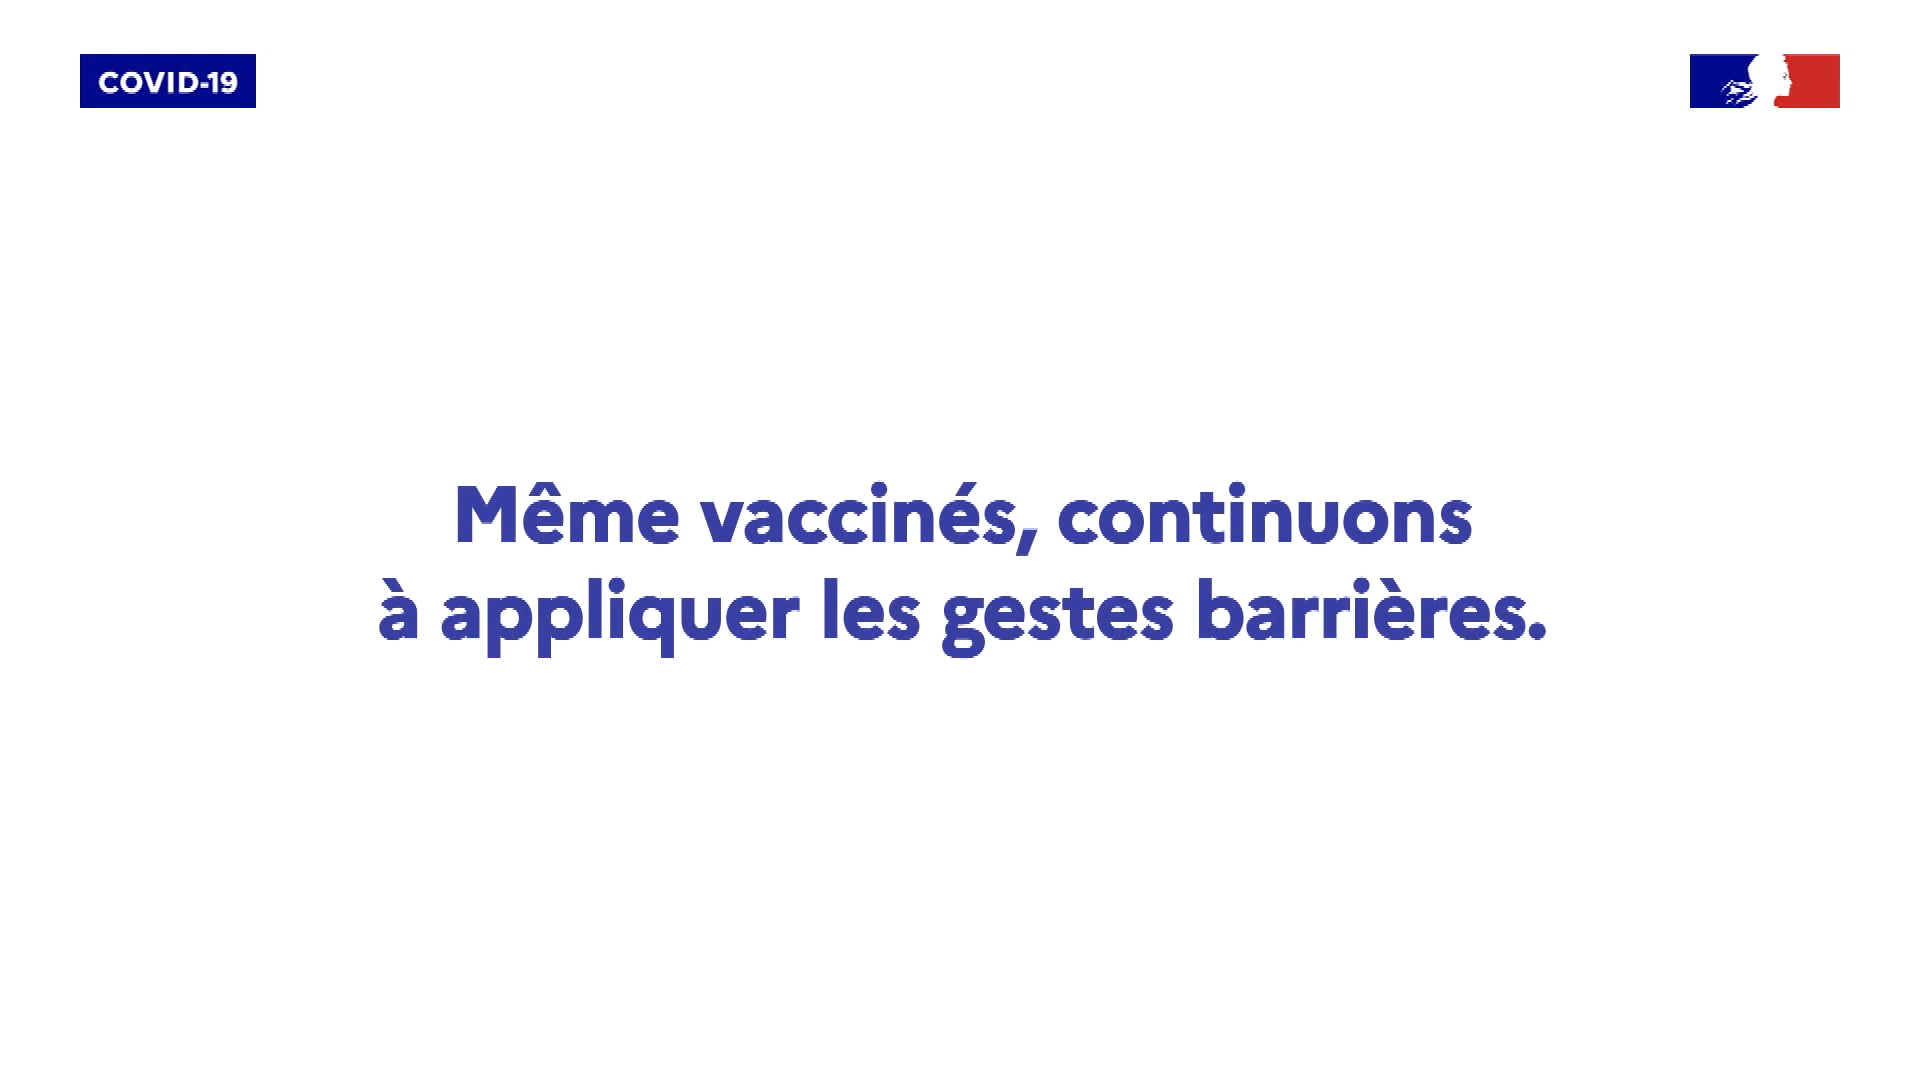 COVID-19
Même vaccinés, continuons
à appliquer les gestes barrières.